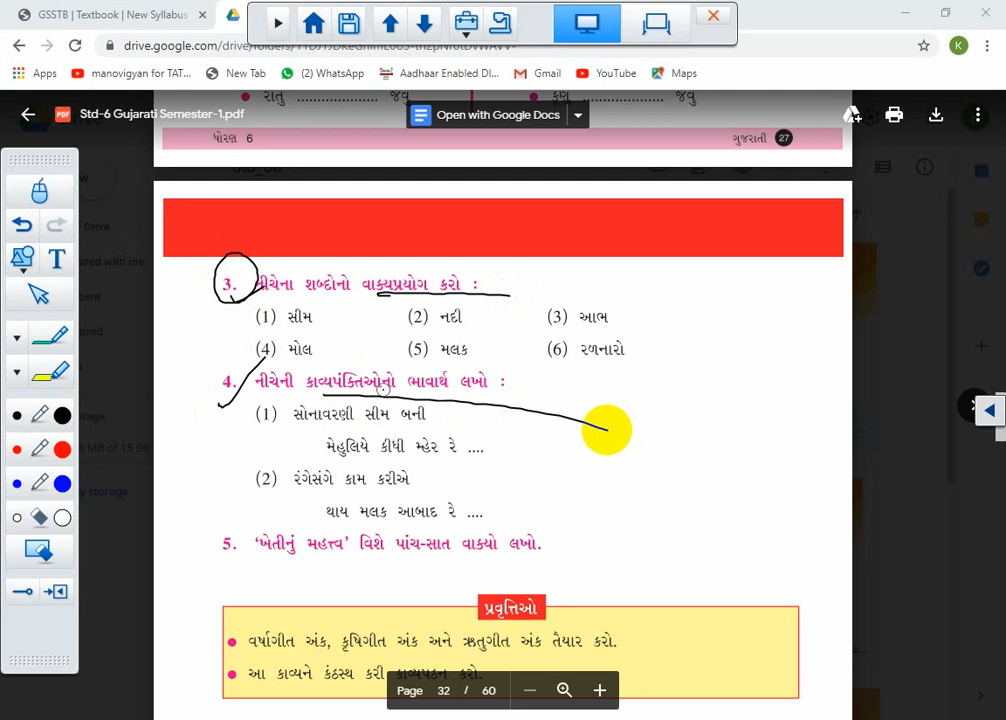 GSSTB | Textbook | New Syllabus
drive.google.com/drive/folders/
Apps manovigyan for TAT... New Tab (2) WhatsApp Aadhaar Enabled DI... Gmail YouTube Maps
રાતું .................... જવું કૂણું .................... જવું
Std-6 Gujarati Semester-1.pdf Open with Google Docs
ધોરણ 6 ગુજરાતી 27
3. નીચેના શબ્દોનો વાક્યપ્રયોગ કરો :
(1) સીમ (2) નદી (3) આભ
(4) મોલ (5) મલક (6) રળનારો
4. નીચેની કાવ્યપંક્તિઓનો ભાવાર્થ લખો :
(1) સોનાવરણી સીમ બની
મેહુલિયે કીધી મ્હેર રે ....
(2) રંગેસંગે કામ કરીએ
થાય મલક આબાદ રે ....
5. ‘ખેતીનું મહત્ત્વ’ વિશે પાંચ-સાત વાક્યો લખો.
પ્રવૃત્તિઓ
વર્ષાગીત અંક, કૃષિગીત અંક અને ઋતુગીત અંક તૈયાર કરો.
આ કાવ્યને કંઠસ્થ કરી કાવ્યપઠન કરો.
Page 32 / 60